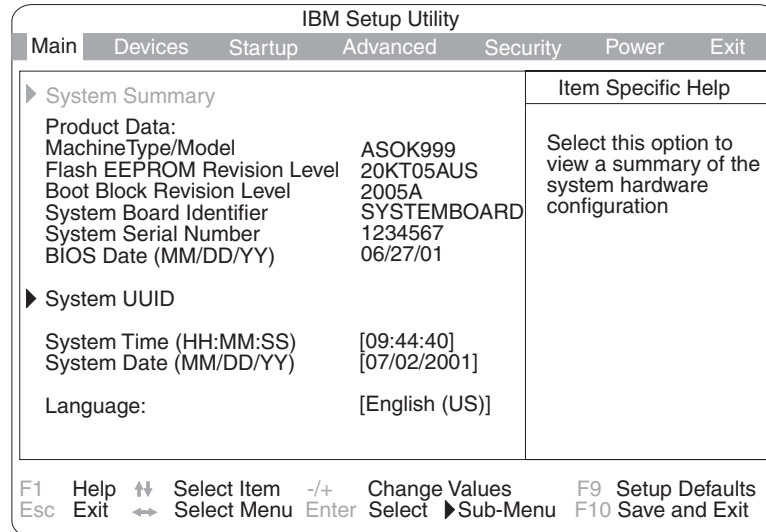 IBM Setup Utility
Main Devices Startup Advanced Security Power Exit
System Summary
Item Specific Help
Product Data:
MachineType/Model ASOK999
Flash EEPROM Revision Level 20KT05AUS
Boot Block Revision Level 2005A
System Board Identifier SYSTEMBOARD
System Serial Number 1234567
BIOS Date (MM/DD/YY) 06/27/01
Select this option to
view a summary of the
system hardware
configuration
System UUID
System Time (HH:MM:SS) [09:44:40]
System Date (MM/DD/YY) [07/02/2001]
Language: [English (US)]
F1 Help Select Item -/+ Change Values F9 Setup Defaults
Esc Exit Select Menu Enter Select Sub-Menu F10 Save and Exit